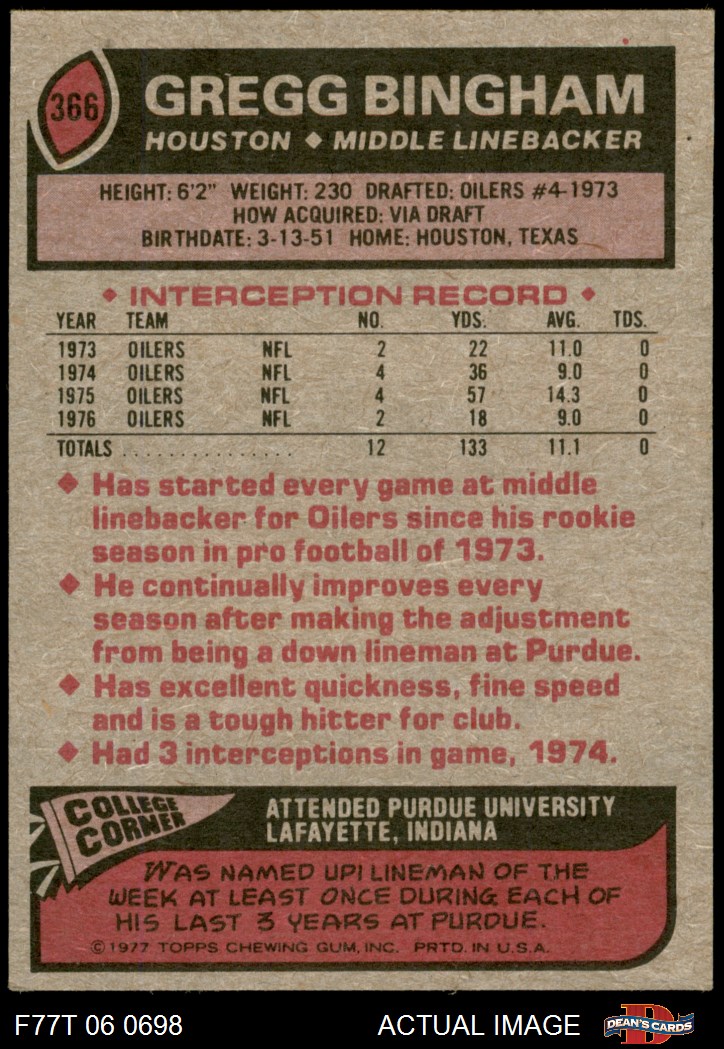 366
GREGG BINGHAM
HOUSTON ◆ MIDDLE LINEBACKER
HEIGHT: 6'2" WEIGHT: 230 DRAFTED: OILERS #4-1973
HOW ACQUIRED: VIA DRAFT
BIRTHDATE: 3-13-51 HOME: HOUSTON, TEXAS
◆ INTERCEPTION RECORD ◆
YEAR TEAM NO. YDS. AVG. TDS.
1973 OILERS NFL 2 22 11.0 0
1974 OILERS NFL 4 36 9.0 0
1975 OILERS NFL 4 57 14.3 0
1976 OILERS NFL 2 18 9.0 0
TOTALS ................ 12 133 11.1 0
◆ Has started every game at middle
linebacker for Oilers since his rookie
season in pro football of 1973.
◆ He continually improves every
season after making the adjustment
from being a down lineman at Purdue.
◆ Has excellent quickness, fine speed
and is a tough hitter for club.
◆ Had 3 interceptions in game, 1974.
COLLEGE
CORNER
ATTENDED PURDUE UNIVERSITY
LAFAYETTE, INDIANA
WAS NAMED UPI LINEMAN OF THE
WEEK AT LEAST ONCE DURING EACH OF
HIS LAST 3 YEARS AT PURDUE.
©1977 TOPPS CHEWING GUM, INC. PRTD. IN U.S.A.
F77T 06 0698 ACTUAL IMAGE
D
DEAN'S CARDS